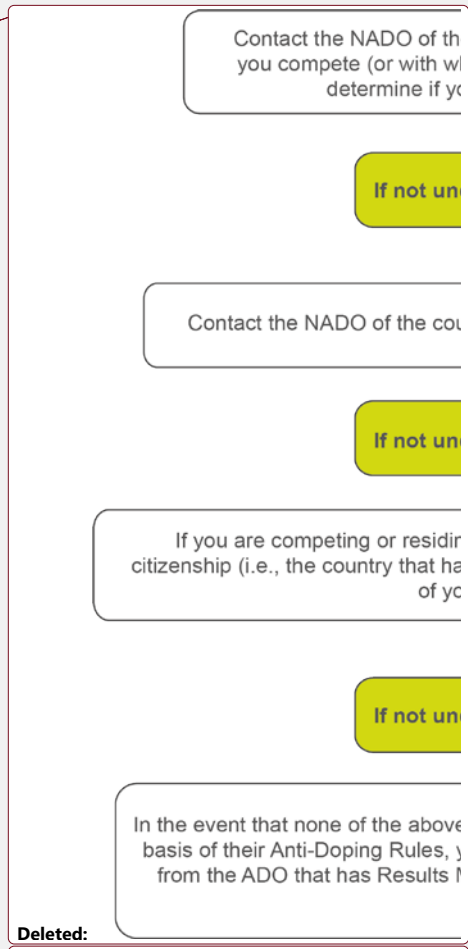 Contact the NADO of th
you compete (or with w
determine if yo
If not un
Contact the NADO of the cou
If not un
If you are competing or residin
citizenship (i.e., the country that ha
of yo
If not un
In the event that none of the above
basis of their Anti-Doping Rules, y
from the ADO that has Results M
Deleted: